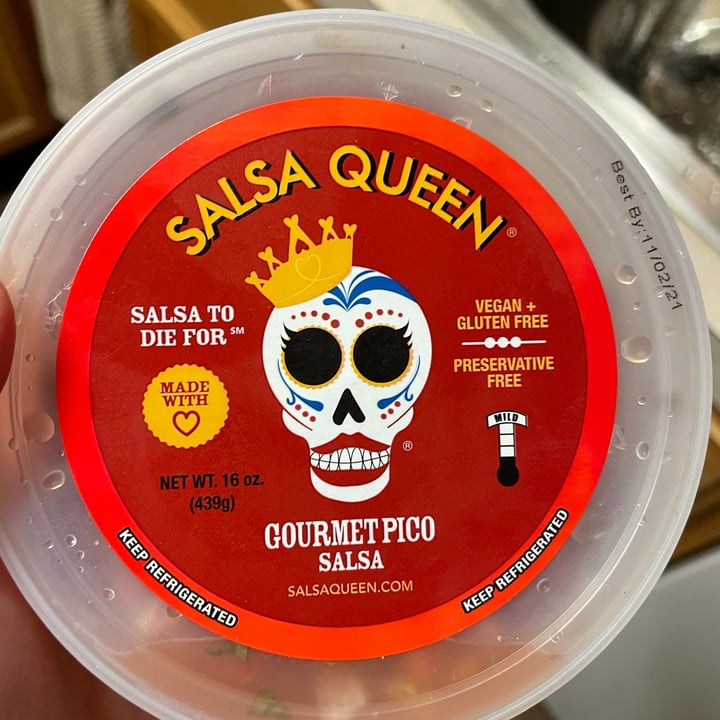 SALSA QUEEN®
SALSA TO
DIE FOR℠
MADE
WITH
NET WT. 16 oz.
(439g)
VEGAN +
GLUTEN FREE
PRESERVATIVE
FREE
MILD
®
GOURMET PICO
SALSA
SALSAQUEEN.COM
KEEP REFRIGERATED
KEEP REFRIGERATED
Best By:11/02/24